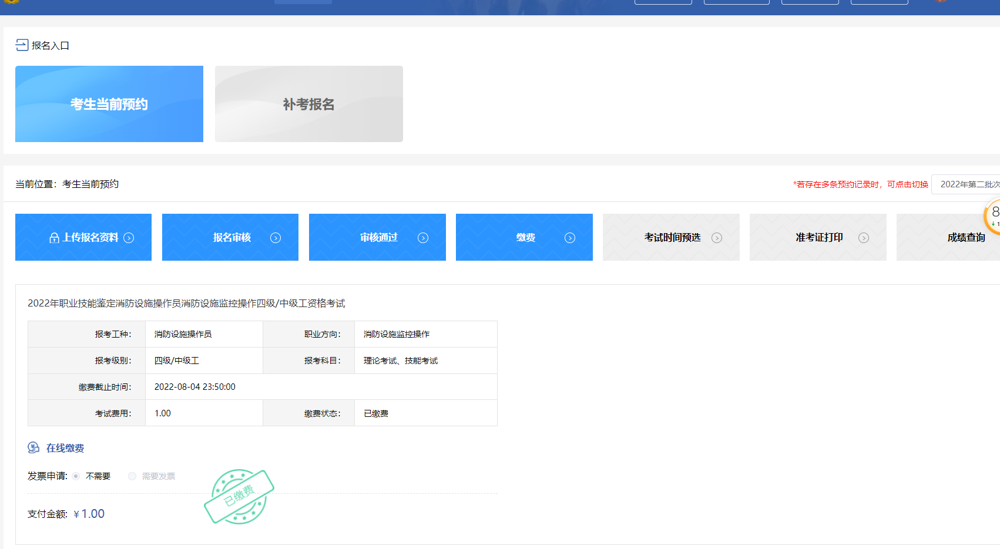 报名入口
考生当前预约
补考报名
当前位置：考生当前预约
*若存在多条预约记录时，可点击切换
2022年第二批次
上传报名资料
报名审核
审核通过
缴费
考试时间预选
准考证打印
成绩查询
2022年职业技能鉴定消防设施操作员消防设施监控操作四级/中级工资格考试
报考工种： 消防设施操作员 职业方向： 消防设施监控操作
报考级别： 四级/中级工 报考科目： 理论考试、技能考试
缴费截止时间： 2022-08-04 23:50:00
考试费用： 1.00 缴费状态： 已缴费
在线缴费
发票申请: 不需要 需要发票
已缴费
支付金额: ¥ 1.00